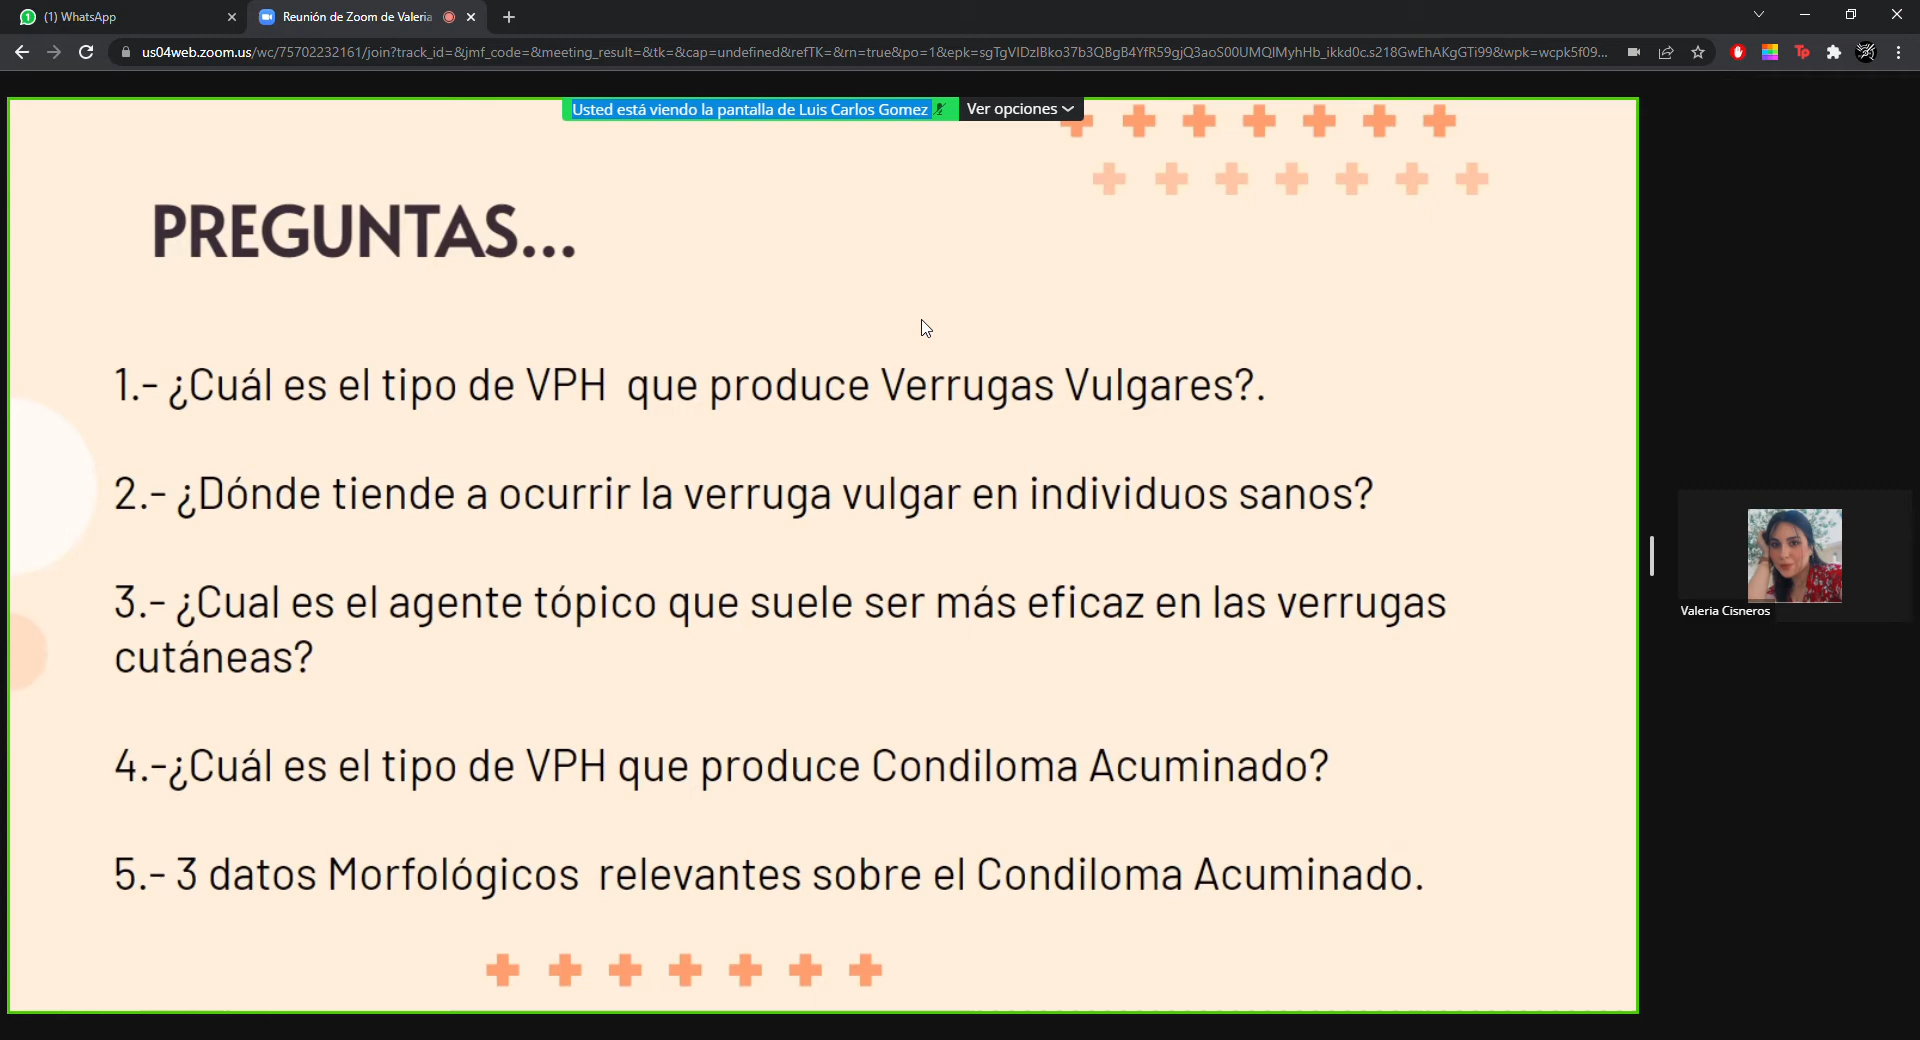 (1) WhatsApp
Reunión de Zoom de Valeria
us04web.zoom.us/wc/75702232161/join?track_id=&jmf_code=&meeting_result=&tk=&cap=undefined&refTK=&rn=true&po=1&epk=sgTgVIDzIBko37b3QBgB4YfR59gjQ3aoS00UMQIMyhHb_ikkd0c.s218GwEhAKgGTi99&wpk=wcpk5f09...
Tp
Usted está viendo la pantalla de Luis Carlos Gomez
Ver opciones
PREGUNTAS...
1.- ¿Cuál es el tipo de VPH que produce Verrugas Vulgares?.
2.- ¿Dónde tiende a ocurrir la verruga vulgar en individuos sanos?
3.- ¿Cual es el agente tópico que suele ser más eficaz en las verrugas
cutáneas?
4.-¿Cuál es el tipo de VPH que produce Condiloma Acuminado?
5.- 3 datos Morfológicos relevantes sobre el Condiloma Acuminado.
Valeria Cisneros